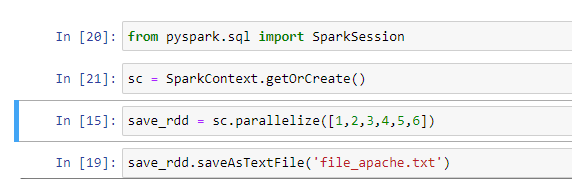 In [20]: from pyspark.sql import SparkSession
In [21]: sc = SparkContext.getOrCreate()
In [15]: save_rdd = sc.parallelize([1,2,3,4,5,6])
In [19]: save_rdd.saveAsTextFile('file_apache.txt')